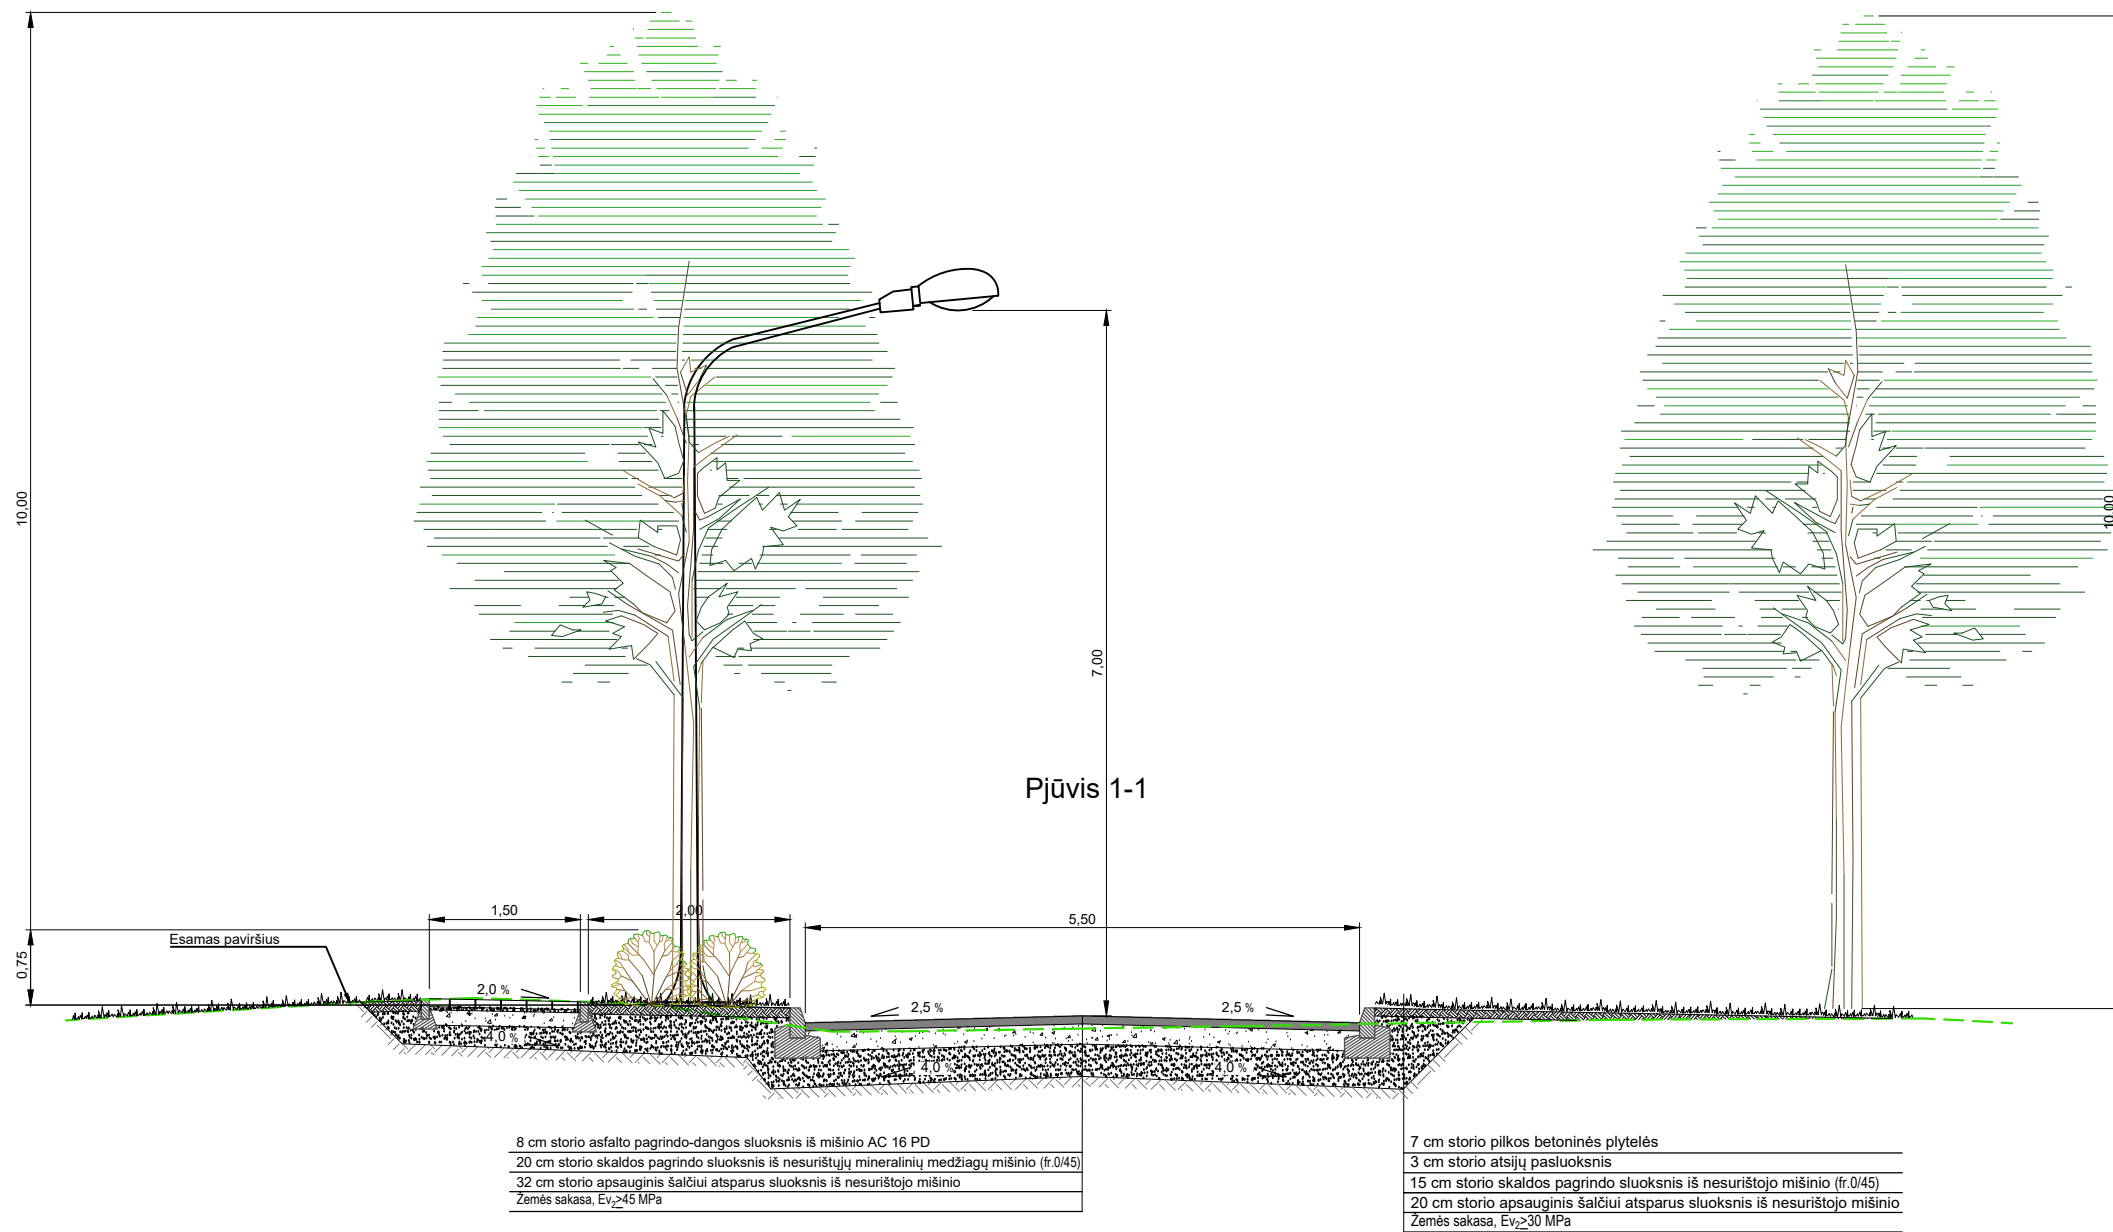 10,00
7,00
10,00
Pjūvis 1-1
1,50
2,00
5,50
Esamas paviršius
0,75
2,0 %
2,5 %
2,5 %
4,0 %
4,0 %
4,0 %
8 cm storio asfalto pagrindo-dangos sluoksnis iš mišinio AC 16 PD
20 cm storio skaldos pagrindo sluoksnis iš nesurištųjų mineralinių medžiagų mišinio (fr.0/45)
32 cm storio apsauginis šalčiui atsparus sluoksnis iš nesurištojo mišinio
Žemės sakasa, Ev₂≥45 MPa
7 cm storio pilkos betoninės plytelės
3 cm storio atsijų pasluoksnis
15 cm storio skaldos pagrindo sluoksnis iš nesurištojo mišinio (fr.0/45)
20 cm storio apsauginis šalčiui atsparus sluoksnis iš nesurištojo mišinio
Žemės sakasa, Ev₂≥30 MPa